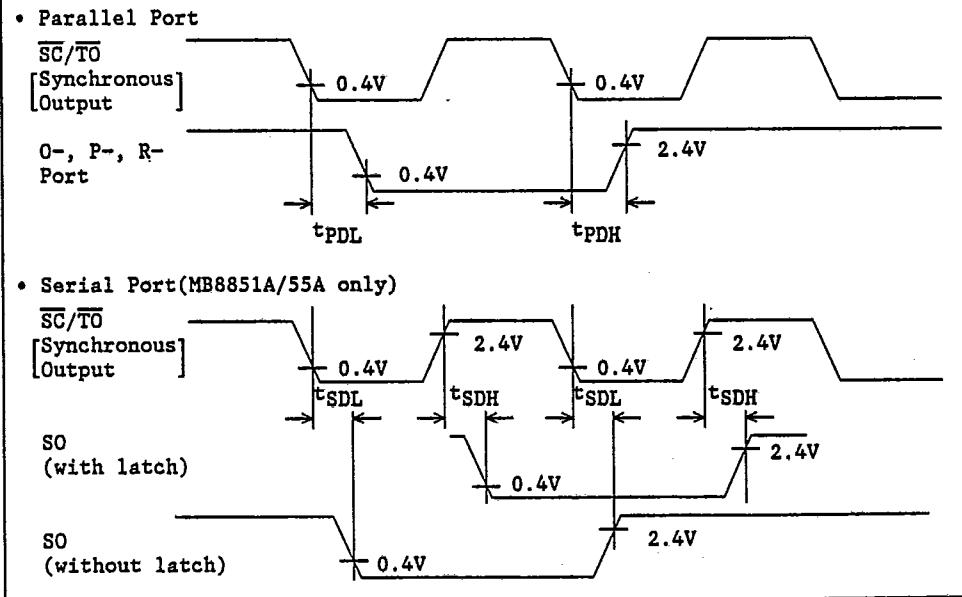 • Parallel Port
SC/TO
[Synchronous
Output]
0.4V
0.4V
O-, P-, R-
Port
0.4V
2.4V
tPDL
tPDH
• Serial Port(MB8851A/55A only)
SC/TO
[Synchronous
Output]
0.4V
2.4V
0.4V
2.4V
tSDL
tSDH
tSDL
tSDH
SO
(with latch)
0.4V
2.4V
SO
(without latch)
0.4V
2.4V